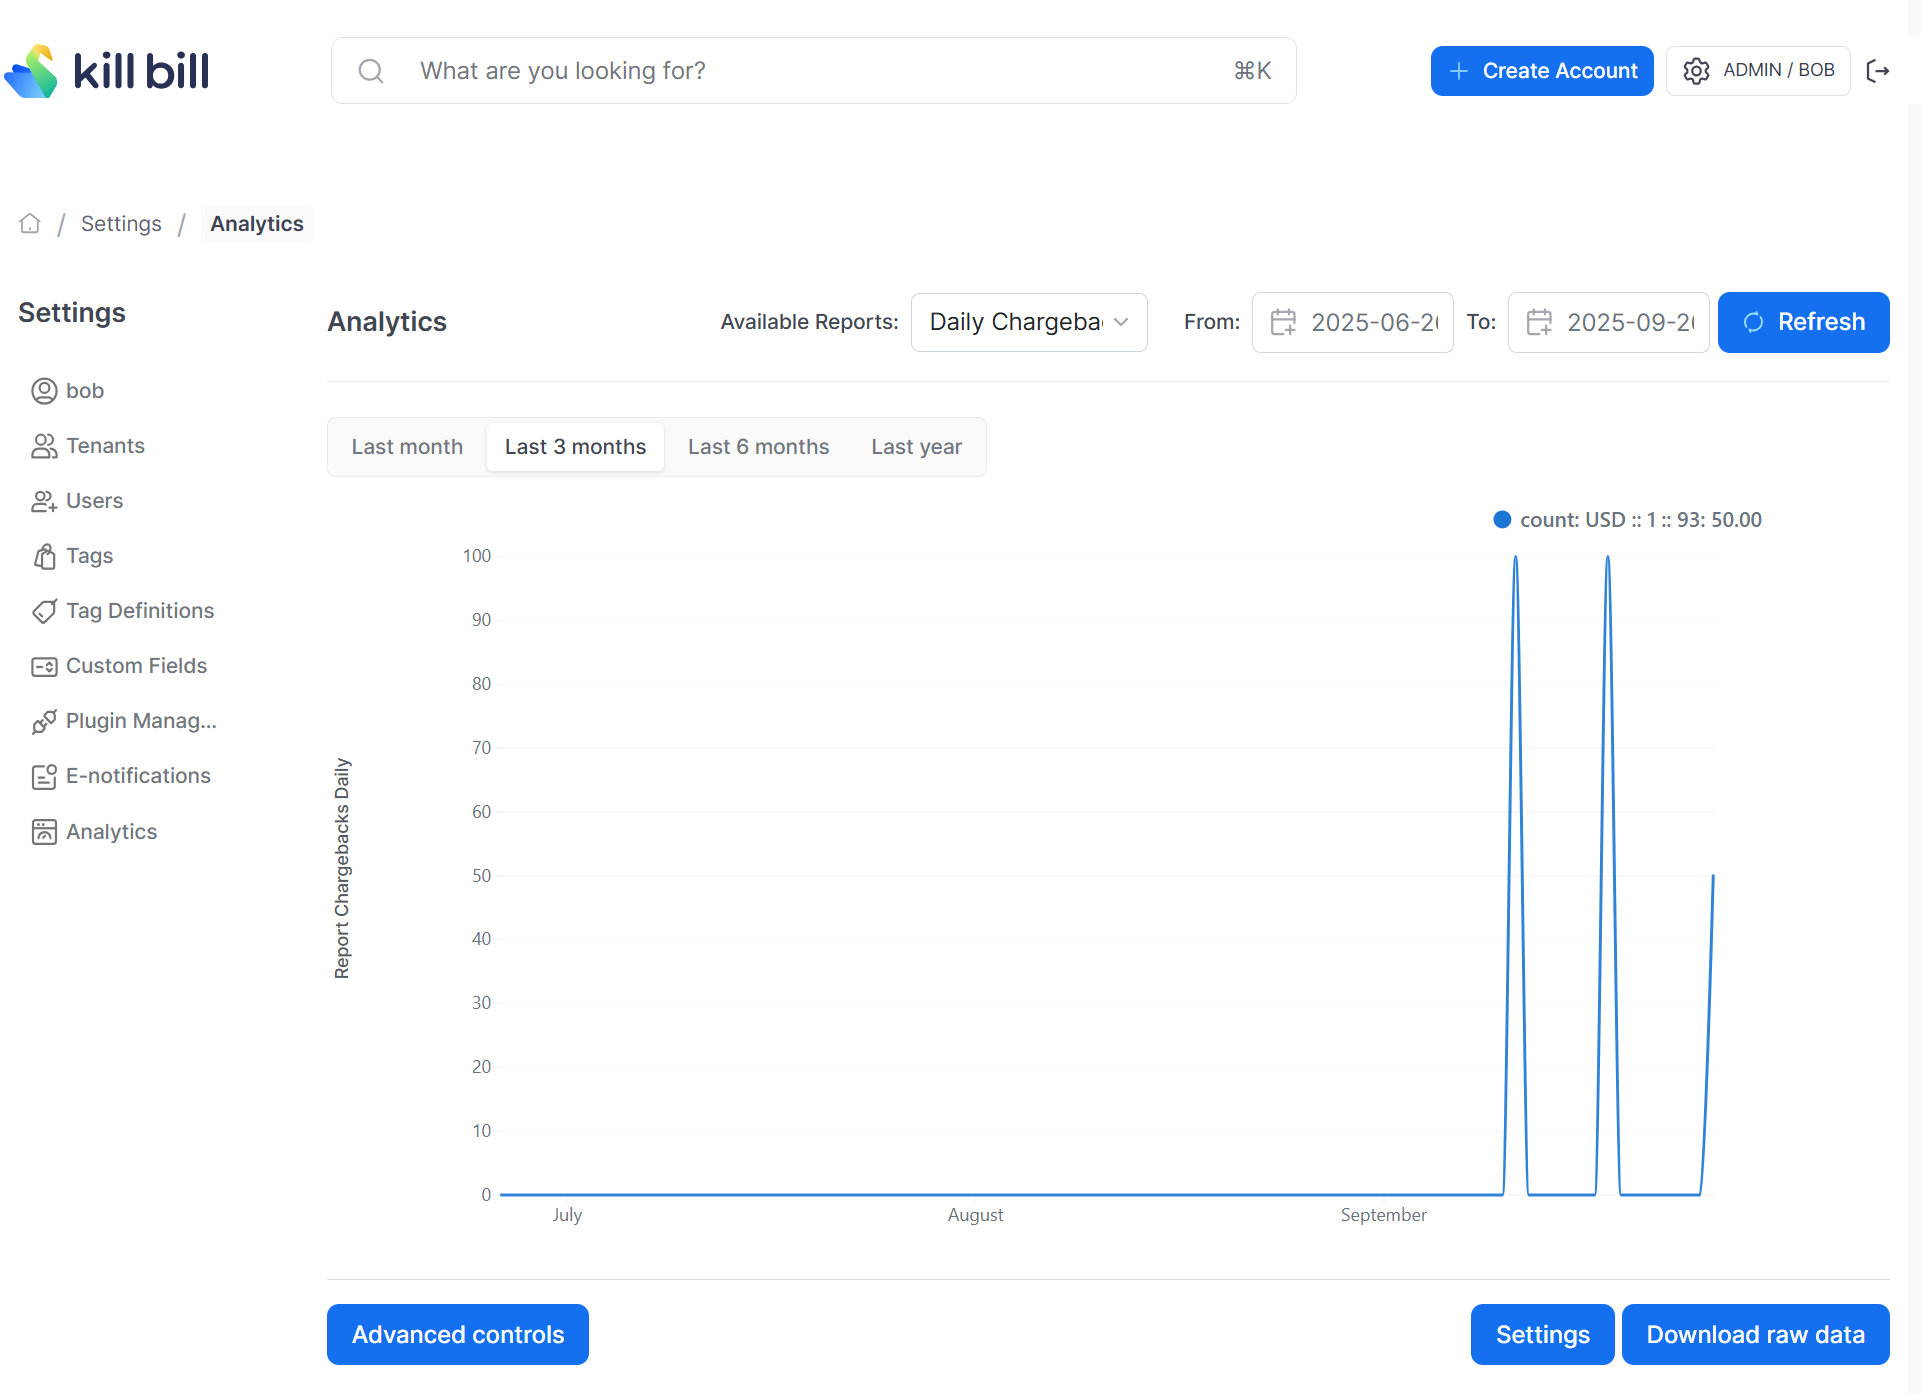 kill bill
What are you looking for?
⌘K
Create Account
ADMIN / BOB
/ Settings / Analytics
Settings
bob
Tenants
Users
Tags
Tag Definitions
Custom Fields
Plugin Manag...
E-notifications
Analytics
Analytics
Available Reports:
Daily Chargeba
From:
2025-06-2
To:
2025-09-2
Refresh
Last month
Last 3 months
Last 6 months
Last year
count: USD :: 1 :: 93: 50.00
Report Chargebacks Daily
100
90
80
70
60
50
40
30
20
10
0
July
August
September
Advanced controls
Settings
Download raw data